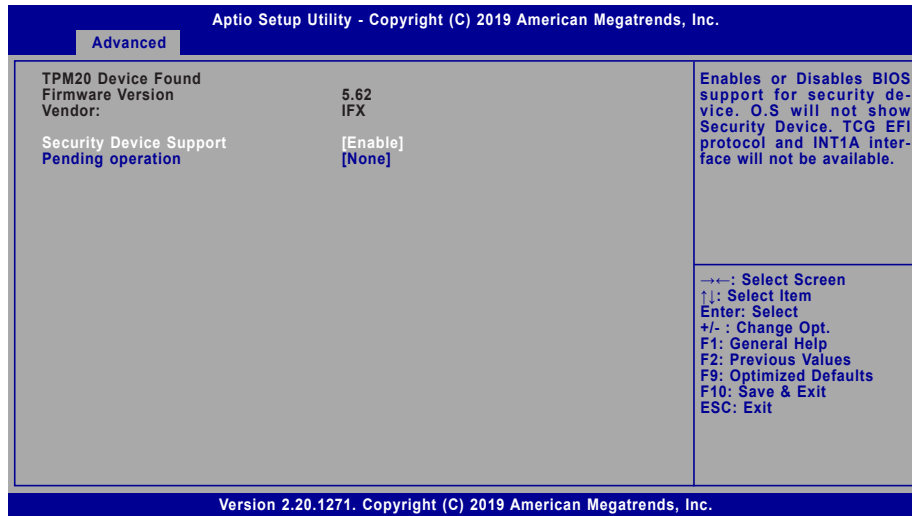 Aptio Setup Utility - Copyright (C) 2019 American Megatrends, Inc.
Advanced
TPM20 Device Found
Firmware Version 5.62
Vendor: IFX
Security Device Support [Enable]
Pending operation [None]
Enables or Disables BIOS
support for security de-
vice. O.S will not show
Security Device. TCG EFI
protocol and INT1A inter-
face will not be available.
→←: Select Screen
↑↓: Select Item
Enter: Select
+/- : Change Opt.
F1: General Help
F2: Previous Values
F9: Optimized Defaults
F10: Save & Exit
ESC: Exit
Version 2.20.1271. Copyright (C) 2019 American Megatrends, Inc.